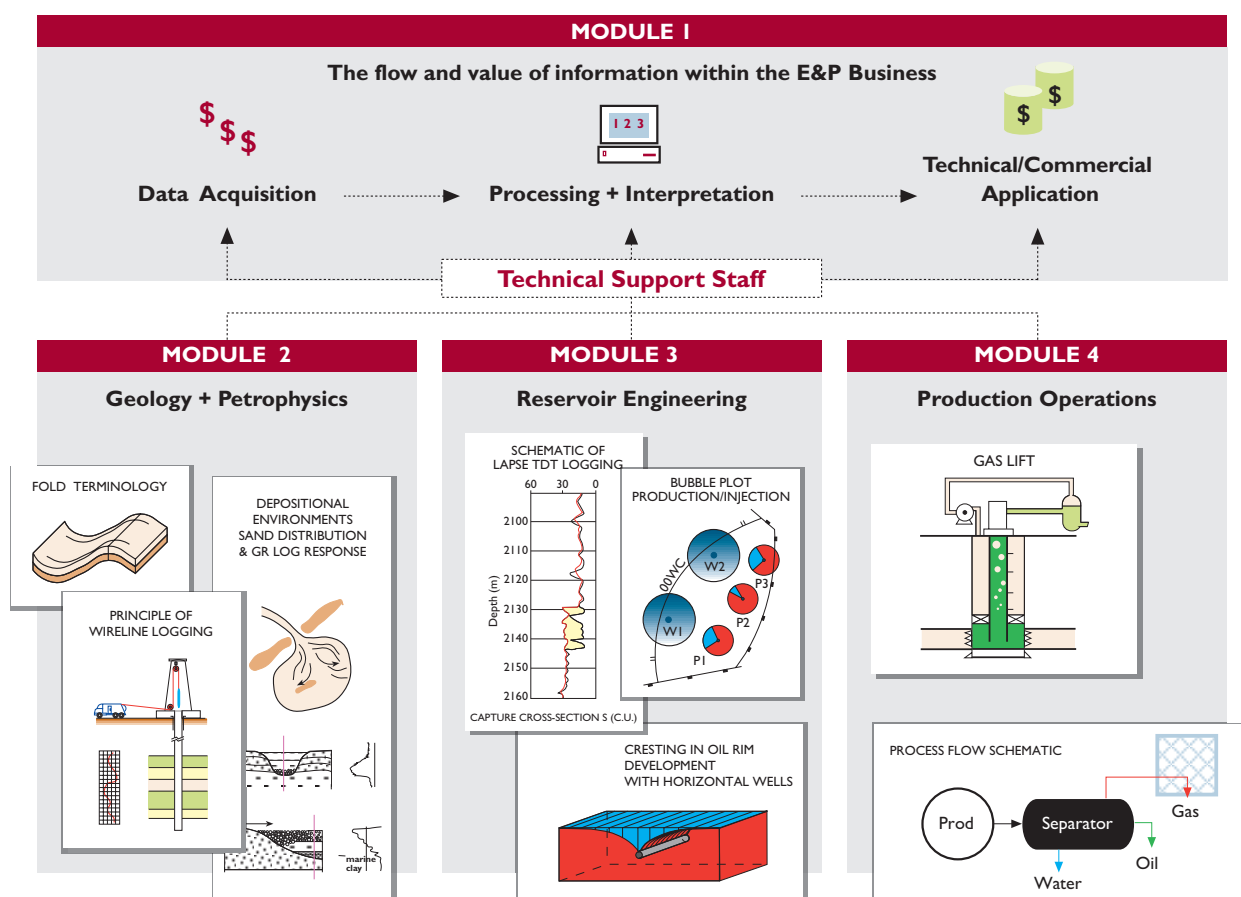 MODULE 1
The flow and value of information within the E&P Business
$ $ $
1 2 3
$ $
Data Acquisition
Processing + Interpretation
Technical/Commercial
Application
Technical Support Staff
MODULE 2
Geology + Petrophysics
FOLD TERMINOLOGY
DEPOSITIONAL
ENVIRONMENTS
SAND DISTRIBUTION
& GR LOG RESPONSE
PRINCIPLE OF
WIRELINE LOGGING
marine
clay
MODULE 3
Reservoir Engineering
SCHEMATIC OF
LAPSE TDT LOGGING
60 30 0
2100
2110
2120
2130
2140
2150
2160
Depth (m)
CAPTURE CROSS-SECTION S (C.U.)
BUBBLE PLOT
PRODUCTION/INJECTION
00WC
W2
P3
P2
W1
P1
CRESTING IN OIL RIM
DEVELOPMENT
WITH HORIZONTAL WELLS
MODULE 4
Production Operations
GAS LIFT
PROCESS FLOW SCHEMATIC
Prod
Separator
Gas
Oil
Water